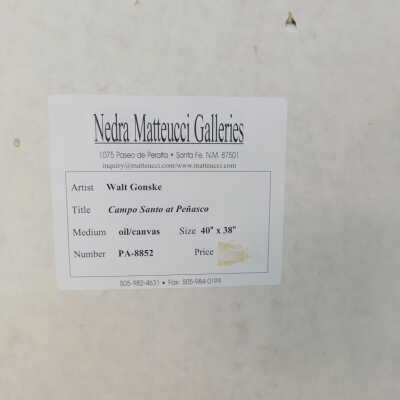 Nedra Matteucci Galleries
1075 Paseo de Peralta • Santa Fe, N.M. 87501
inquiry@matteucci.com/www.matteucci.com
Artist Walt Gonske
Title Campo Santo at Peñasco
Medium oil/canvas Size 40" x 38"
Number PA-8852 Price
505-982-4631 • Fax: 505-984-0199